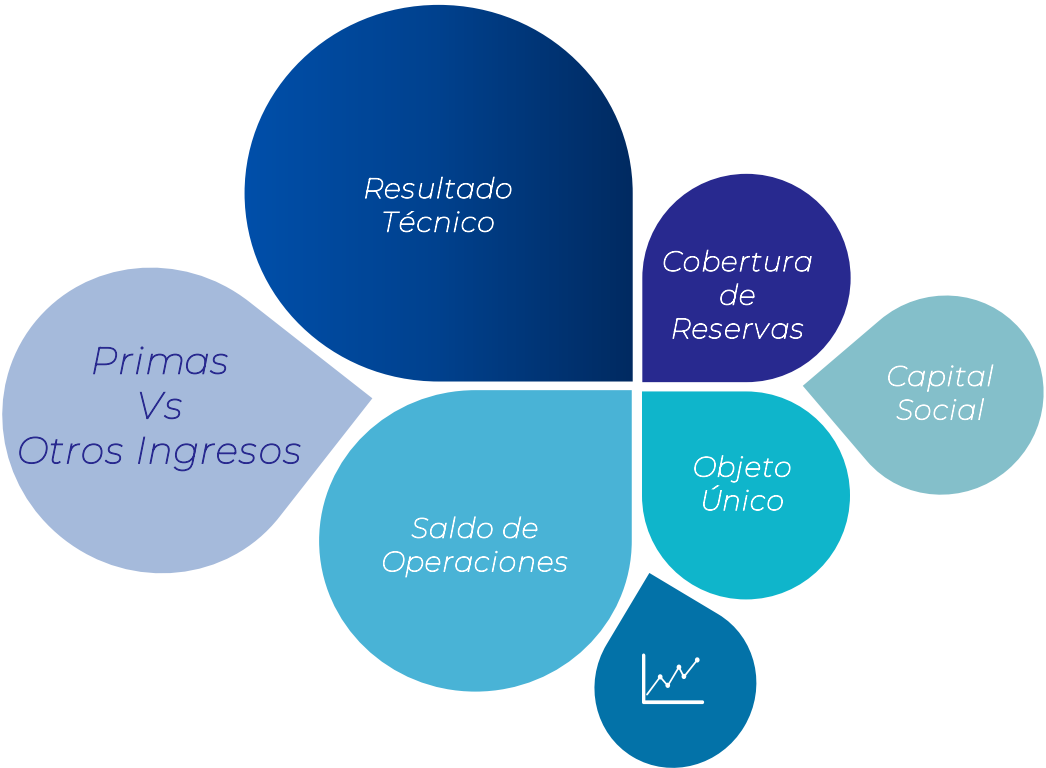 Resultado
Técnico
Cobertura
de
Reservas
Primas
Vs
Otros Ingresos
Capital
Social
Objeto
Único
Saldo de
Operaciones